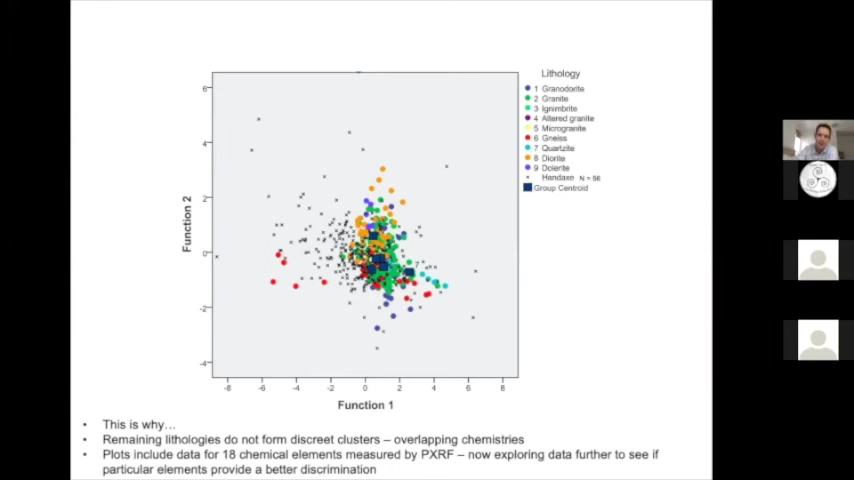 Lithology
1 Granodorite
2 Granite
3 Ignimbrite
4 Altered granite
5 Microgranite
6 Gneiss
7 Quartzite
8 Diorite
9 Dolerite
Handaxe N = 56
Group Centroid
6
4
2
0
-2
-4
Function 2
7
-8 -6 -4 -2 0 2 4 6 8
Function 1
• This is why…
• Remaining lithologies do not form discreet clusters – overlapping chemistries
• Plots include data for 18 chemical elements measured by PXRF – now exploring data further to see if
particular elements provide a better discrimination